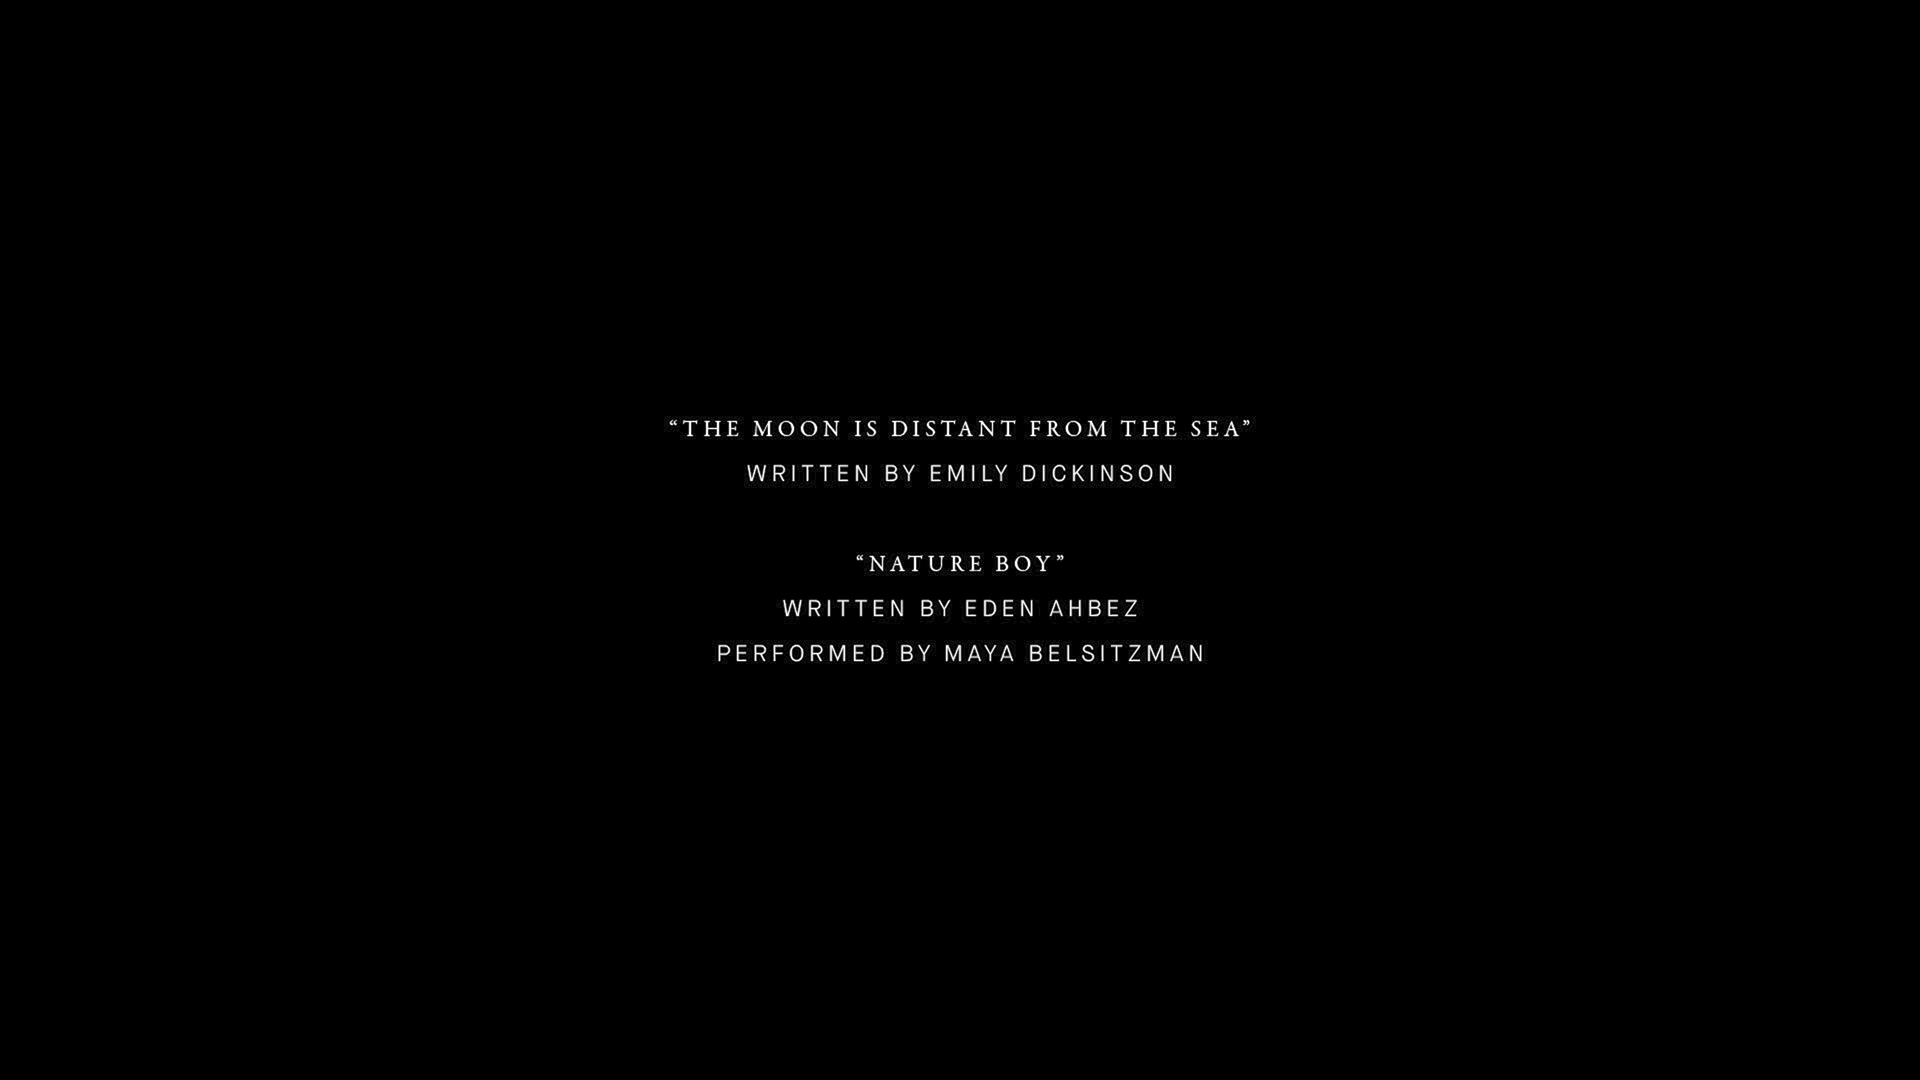 “THE MOON IS DISTANT FROM THE SEA”
WRITTEN BY EMILY DICKINSON
“NATURE BOY”
WRITTEN BY EDEN AHBEZ
PERFORMED BY MAYA BELSITZMAN